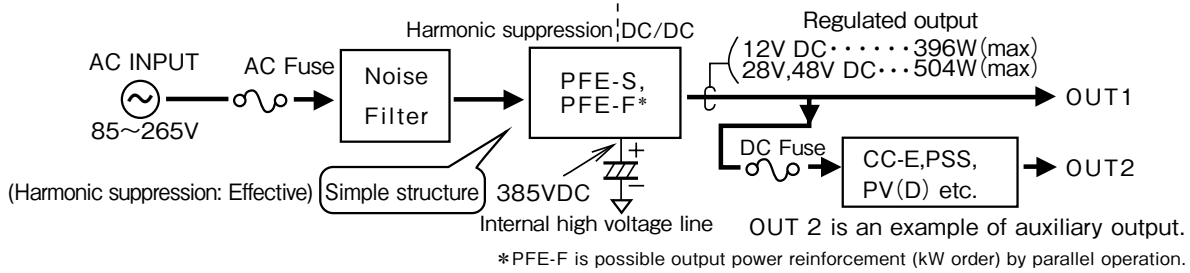 Harmonic suppression DC/DC
Regulated output
12V DC・・・・・・396W(max)
28V,48V DC・・・504W(max)
AC INPUT
85～265V
AC Fuse
Noise
Filter
PFE-S,
PFE-F*
OUT1
DC Fuse
CC-E,PSS,
PV(D) etc.
OUT2
(Harmonic suppression: Effective)
Simple structure
385VDC
+
−
Internal high voltage line
OUT 2 is an example of auxiliary output.
*PFE-F is possible output power reinforcement (kW order) by parallel operation.